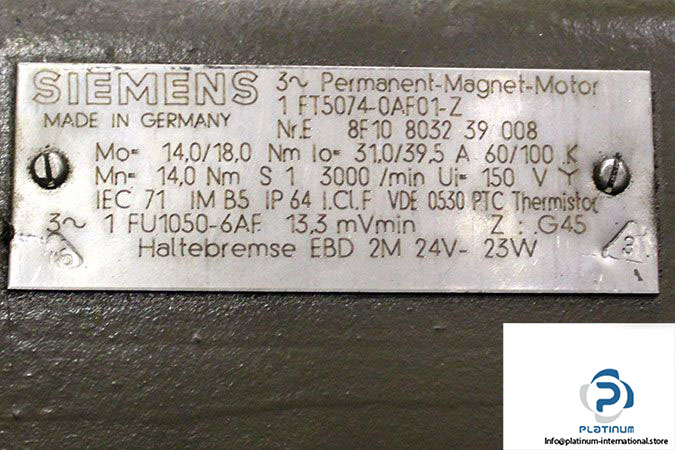 SIEMENS 3~ Permanent-Magnet-Motor
1 FT5074-0AF01-Z
MADE IN GERMANY Nr.E 8F10 8032 39 008
Mo= 14,0/18,0 Nm Io= 31,0/39,5 A 60/100 K
Mn= 14,0 Nm S 1 3000 /min Ui= 150 V Y
IEC 71 IM B5 IP 64 I.Cl.F VDE 0530 PTC Thermistor
3~ 1 FU1050-6AF 13,3 mVmin Z : G45
Haltebremse EBD 2M 24V- 23W
PLATINUM
Info@platinum-international.store